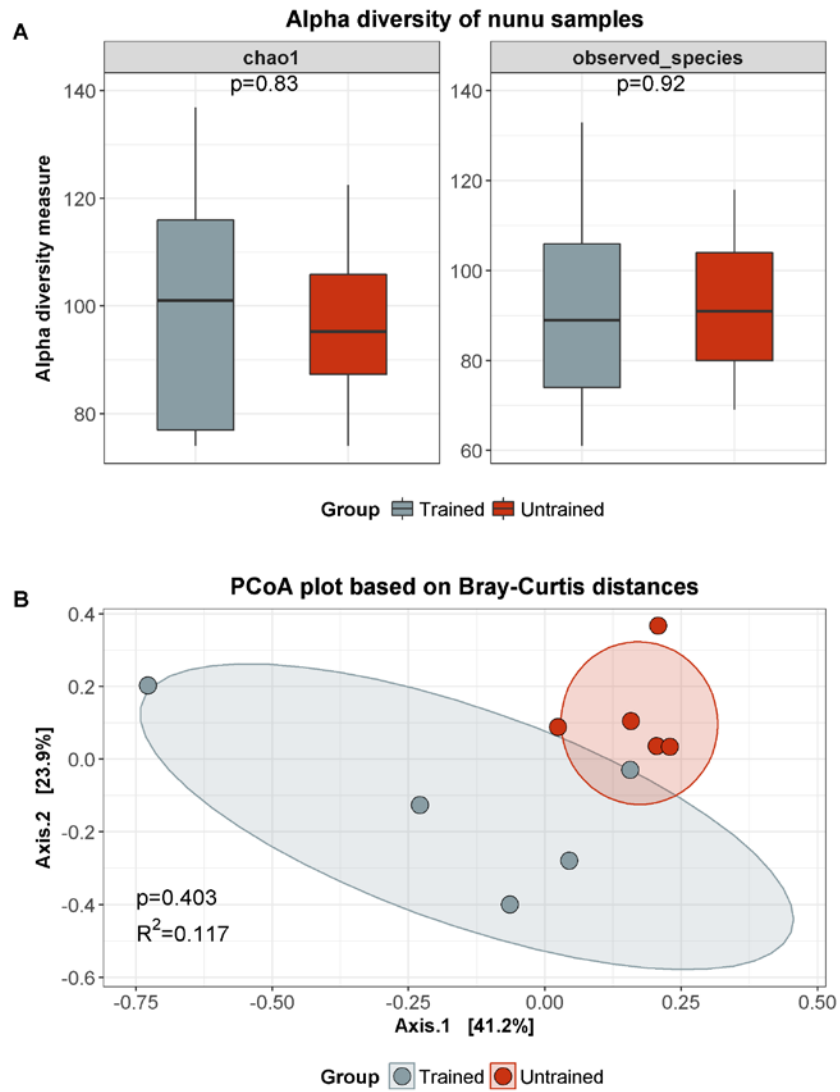 A
Alpha diversity of nunu samples
chao1
observed_species
p=0.83
p=0.92
Alpha diversity measure
140
120
100
80
140
120
100
80
60
Group Trained Untrained
B
PCoA plot based on Bray-Curtis distances
Axis.2 [23.9%]
0.4
0.2
0.0
-0.2
-0.4
-0.6
p=0.403
R²=0.117
-0.75 -0.50 -0.25 0.00 0.25 0.50
Axis.1 [41.2%]
Group Trained Untrained